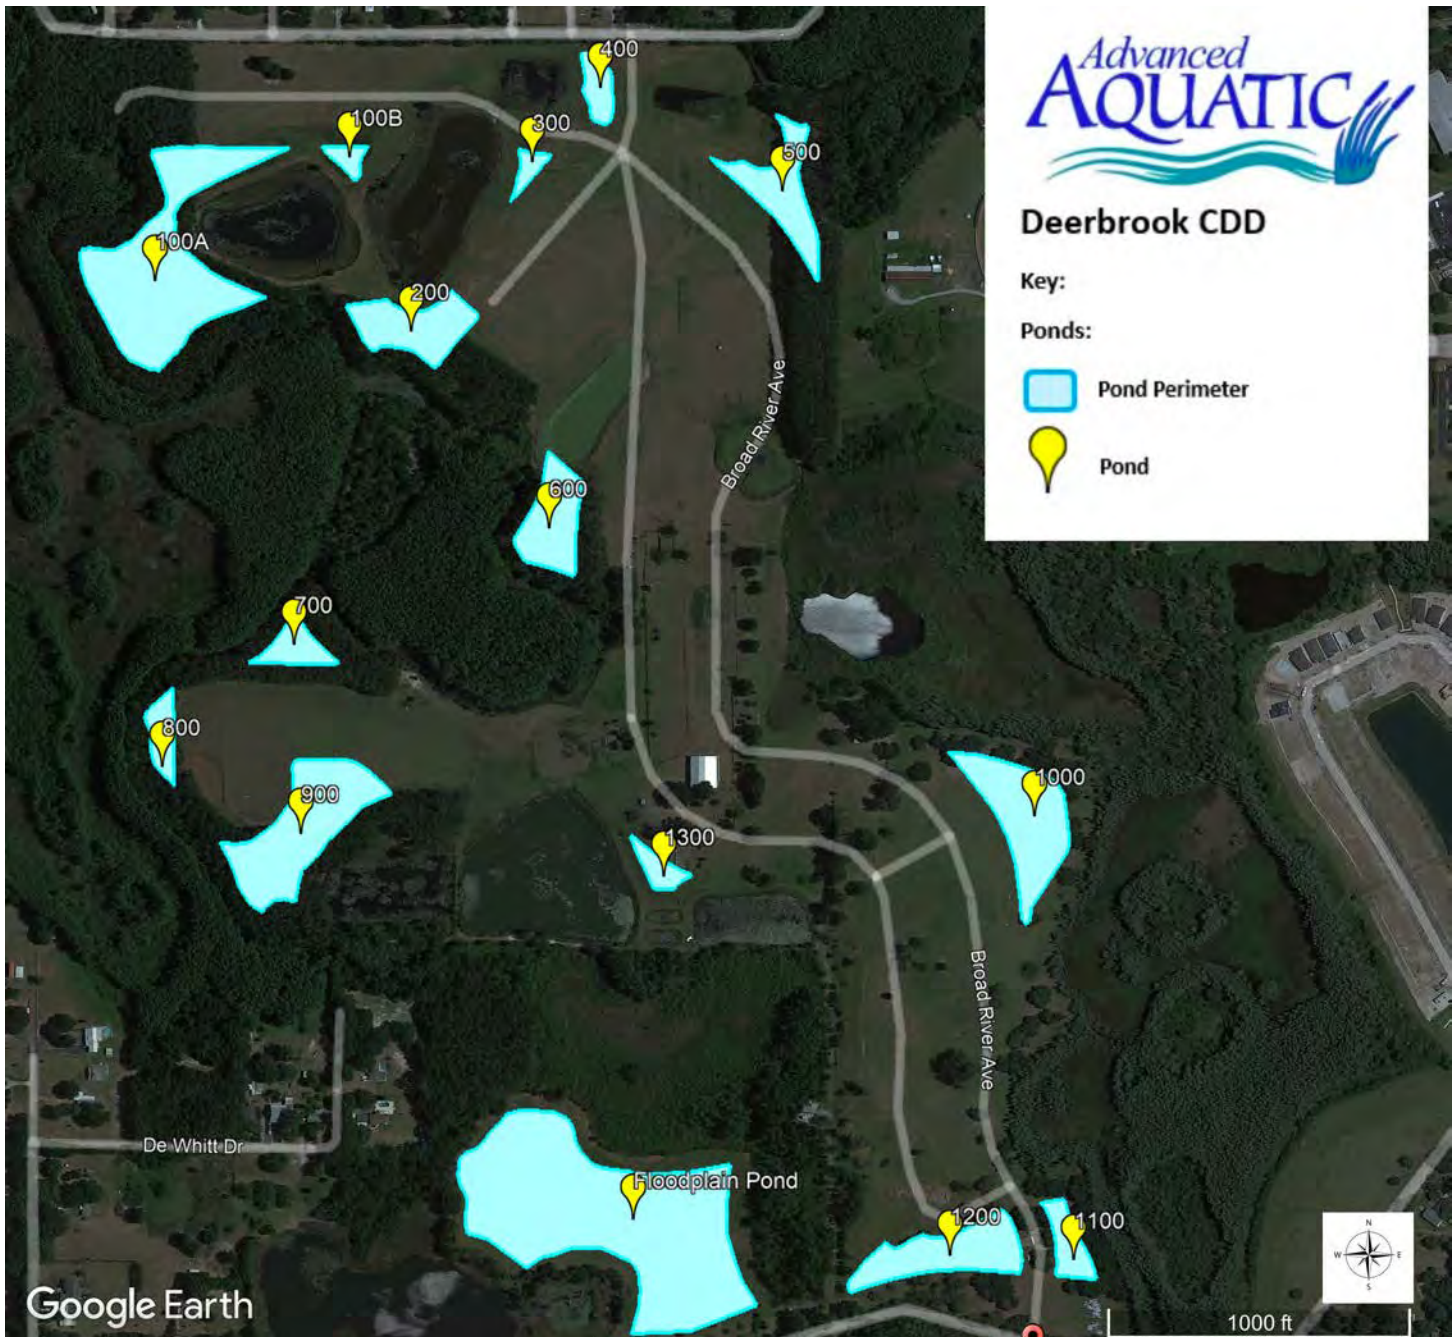 Advanced
AQUATIC
Deerbrook CDD
Key:
Ponds:
Pond Perimeter
Pond
400
100B
300
500
100A
200
Broad River Ave
600
700
800
900
1000
1300
Broad River Ave
De Whitt Dr
Floodplain Pond
1200
1100
N
W
E
S
Google Earth
1000 ft